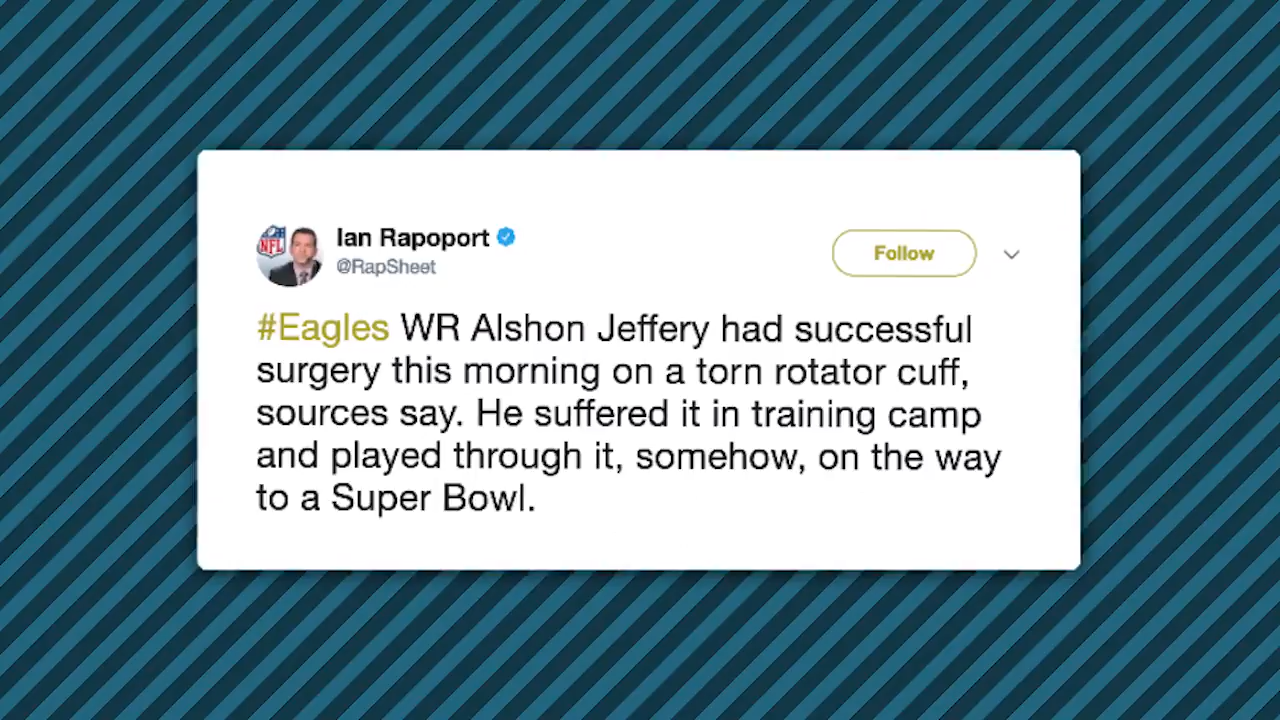 NFL
Ian Rapoport
@RapSheet
Follow
#Eagles WR Alshon Jeffery had successful
surgery this morning on a torn rotator cuff,
sources say. He suffered it in training camp
and played through it, somehow, on the way
to a Super Bowl.